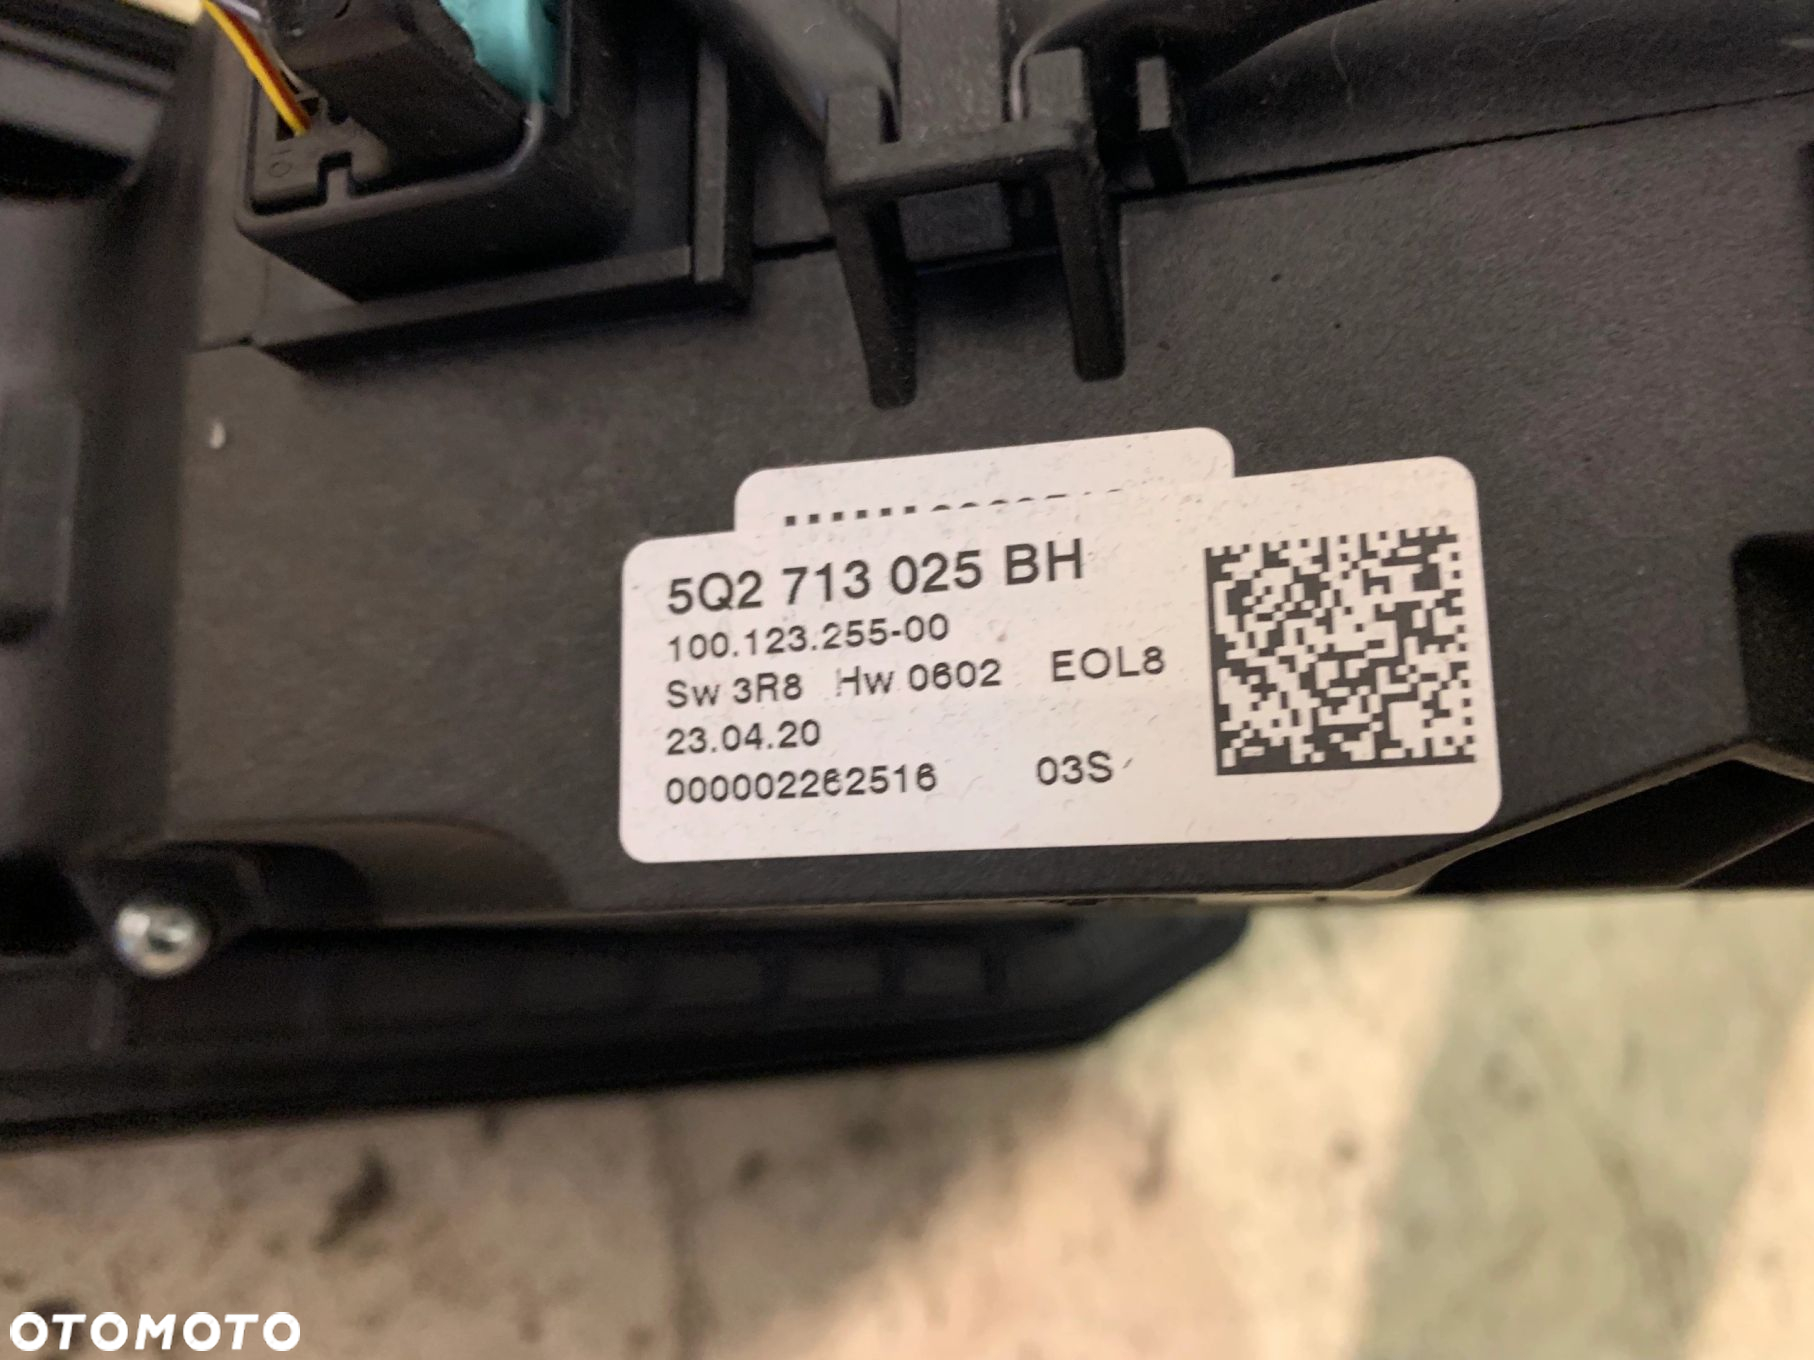 5Q2 713 025 BH
100.123.255-00
Sw 3R8 Hw 0602 EOL8
23.04.20
000002262516 03S
OTOMOTO